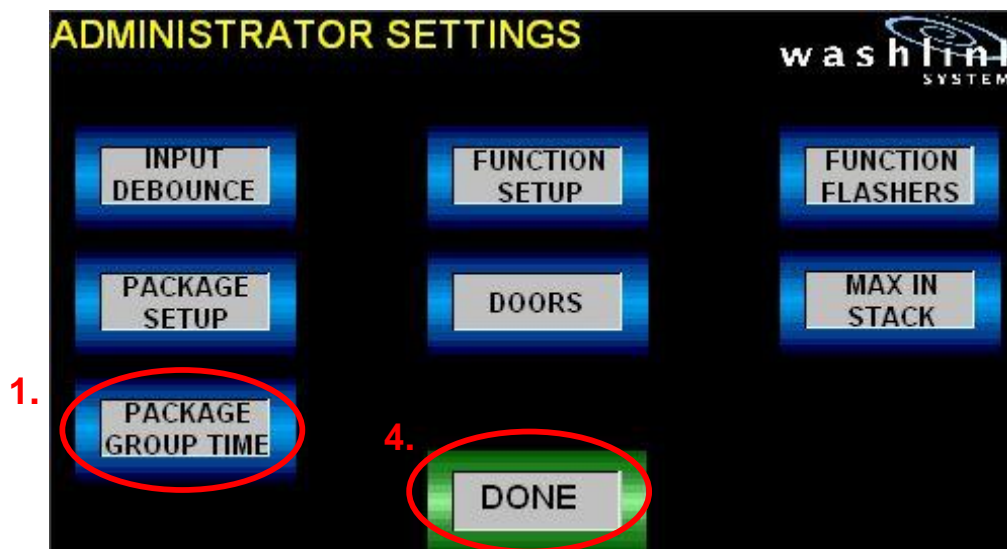 ADMINISTRATOR SETTINGS
washlin
SYSTEM
INPUT
DEBOUNCE
FUNCTION
SETUP
FUNCTION
FLASHERS
PACKAGE
SETUP
DOORS
MAX IN
STACK
1.
PACKAGE
GROUP TIME
4.
DONE